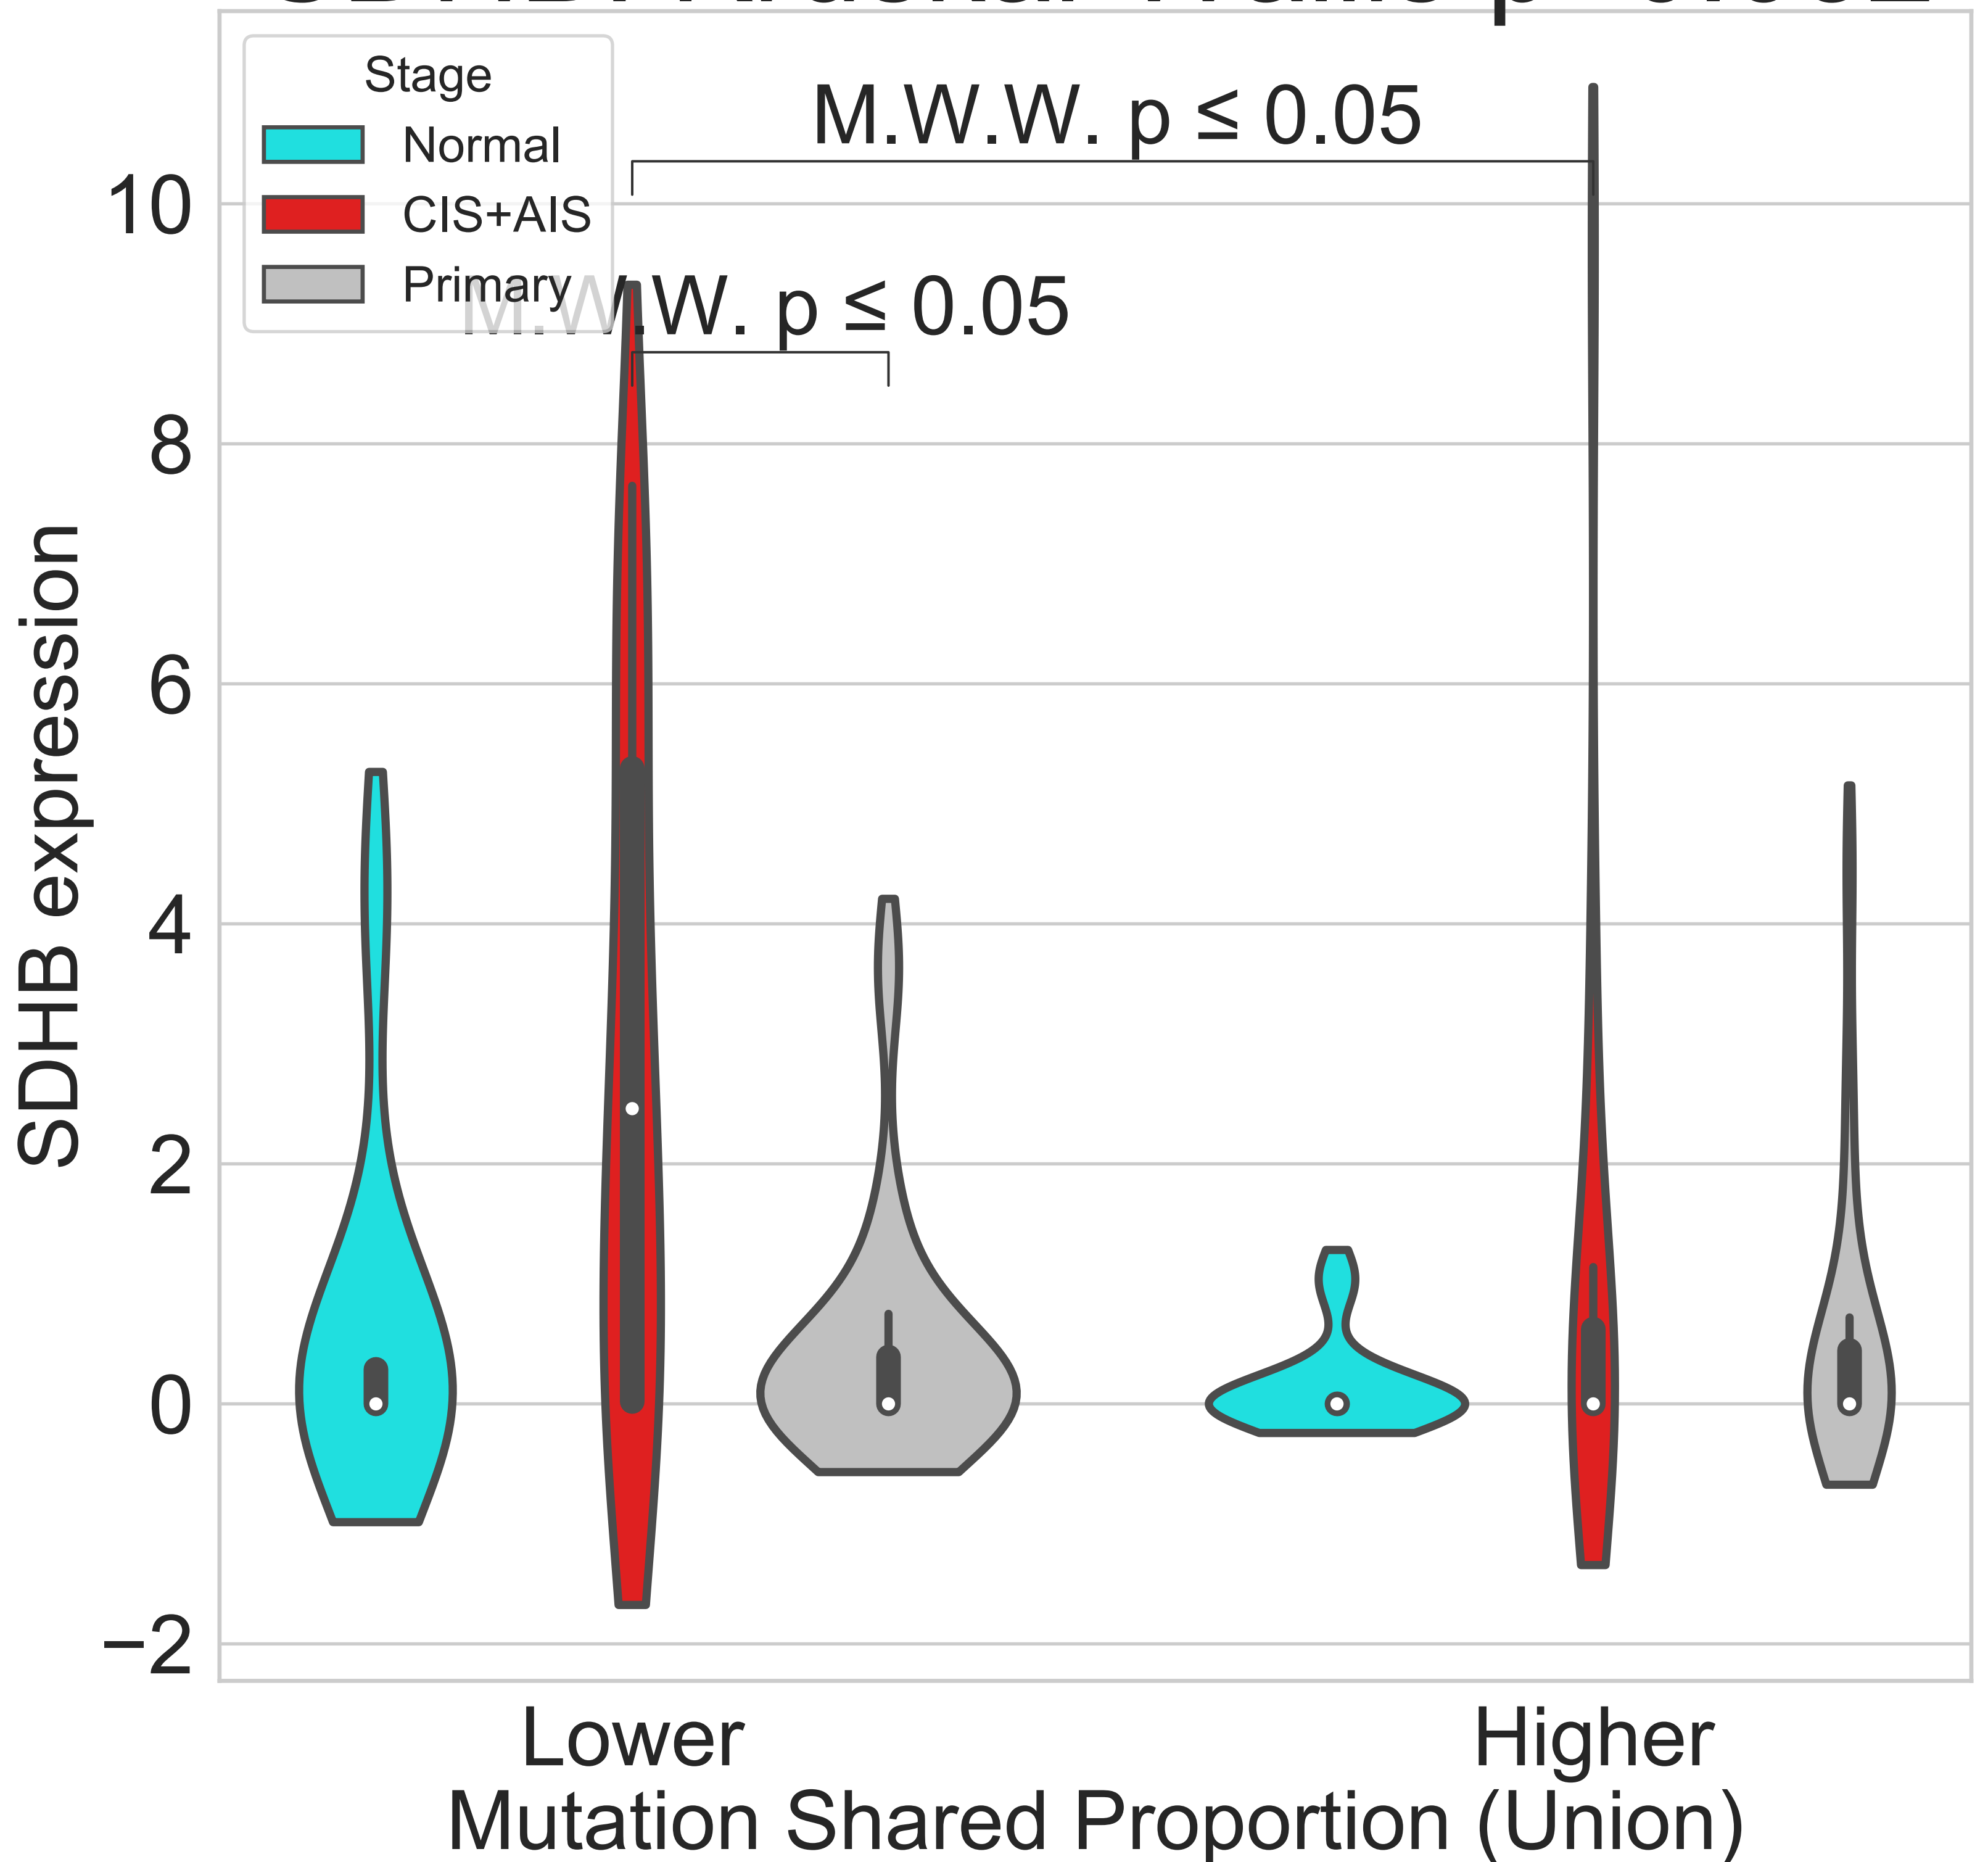 Stage
Normal
CIS+AIS
Primary
M.W.W. p ≤ 0.05
M.W.W. p ≤ 0.05
10
8
6
4
2
0
−2
SDHB expression
Lower
Higher
Mutation Shared Proportion (Union)